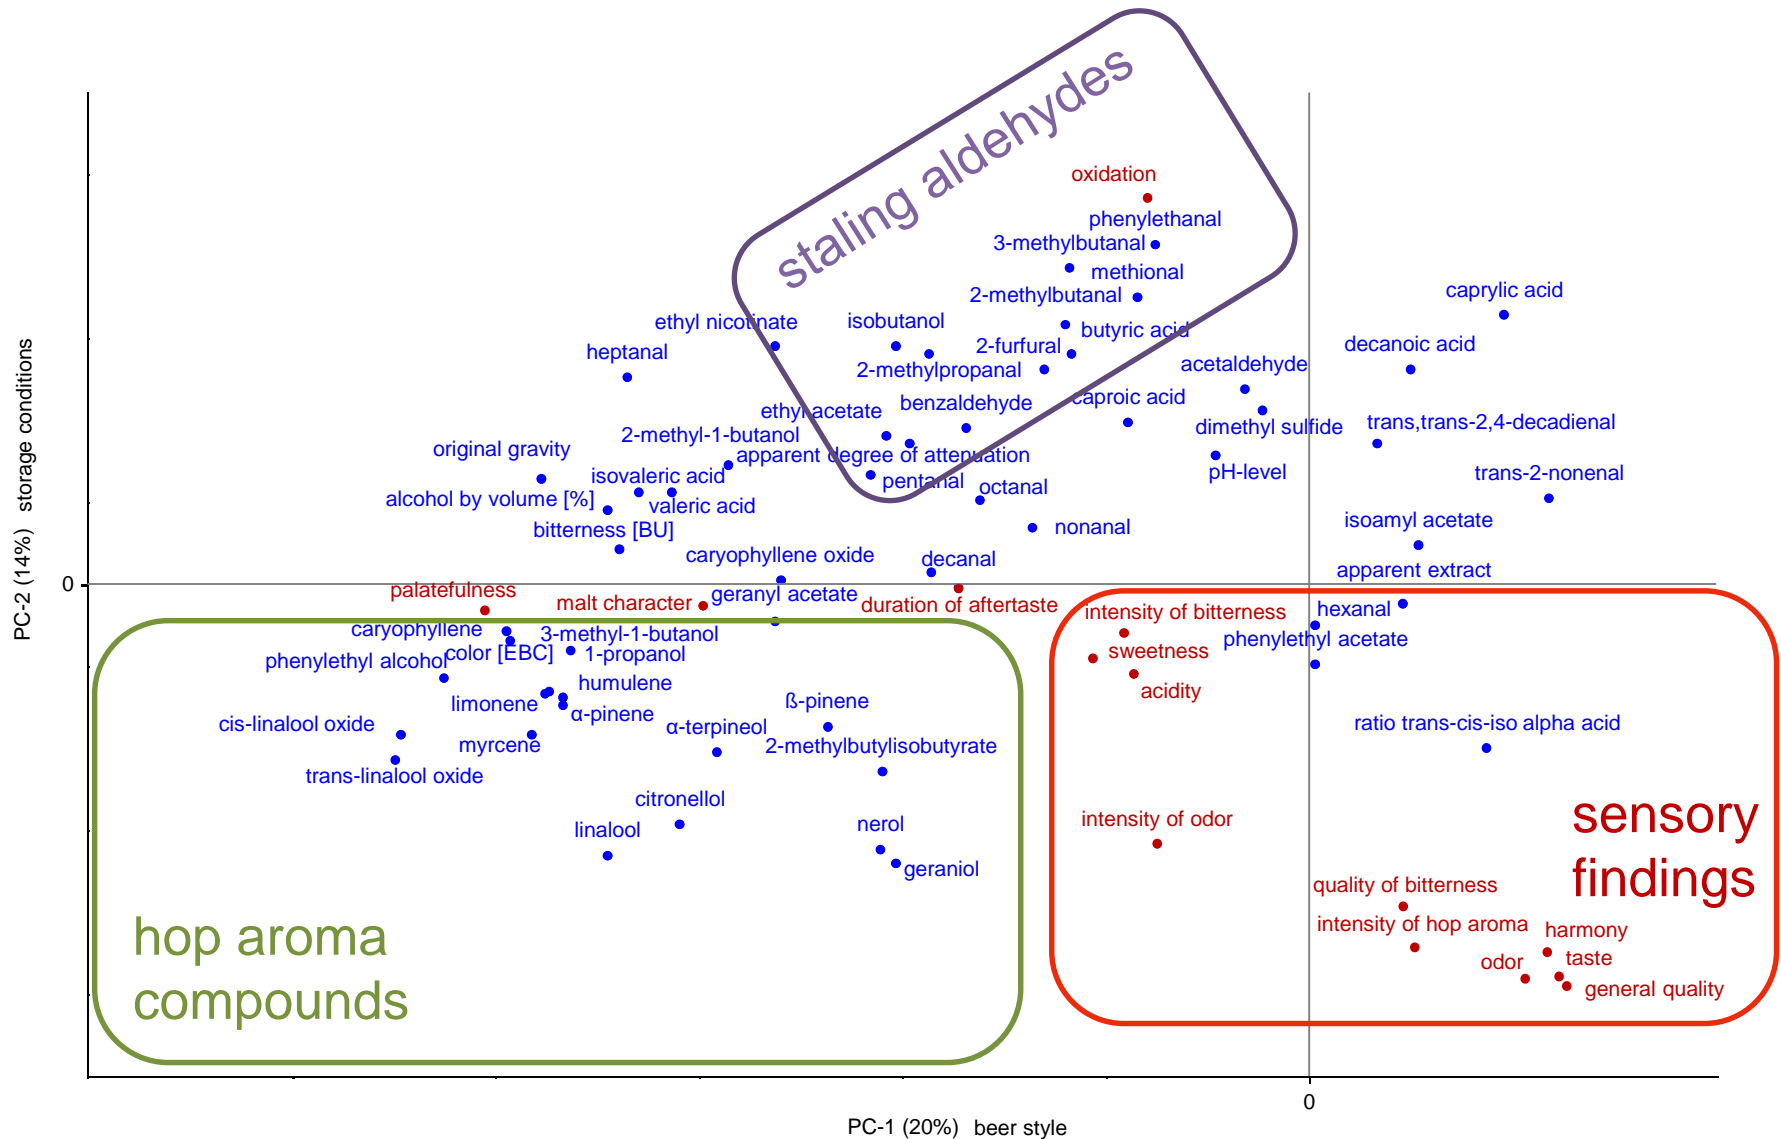 staling aldehydes
oxidation
phenylethanal
3-methylbutanal
methional
2-methylbutanal
caprylic acid
ethyl nicotinate
isobutanol
butyric acid
heptanal
2-furfural
decanoic acid
2-methylpropanal
acetaldehyde
ethyl acetate
benzaldehyde
caproic acid
2-methyl-1-butanol
dimethyl sulfide
trans,trans-2,4-decadienal
original gravity
apparent degree of attenuation
isovaleric acid
pentanal
octanal
pH-level
trans-2-nonenal
alcohol by volume [%]
valeric acid
bitterness [BU]
nonanal
isoamyl acetate
caryophyllene oxide
decanal
apparent extract
0
palatefulness
malt character
geranyl acetate
duration of aftertaste
intensity of bitterness
hexanal
caryophyllene
3-methyl-1-butanol
phenylethyl acetate
color [EBC]
1-propanol
sweetness
phenylethyl alcohol
humulene
acidity
limonene
α-pinene
ß-pinene
cis-linalool oxide
α-terpineol
ratio trans-cis-iso alpha acid
myrcene
2-methylbutylisobutyrate
trans-linalool oxide
citronellol
linalool
nerol
intensity of odor
geraniol
sensory
findings
quality of bitterness
intensity of hop aroma
harmony
odor
taste
general quality
hop aroma
compounds
PC-2 (14%) storage conditions
0
PC-1 (20%) beer style